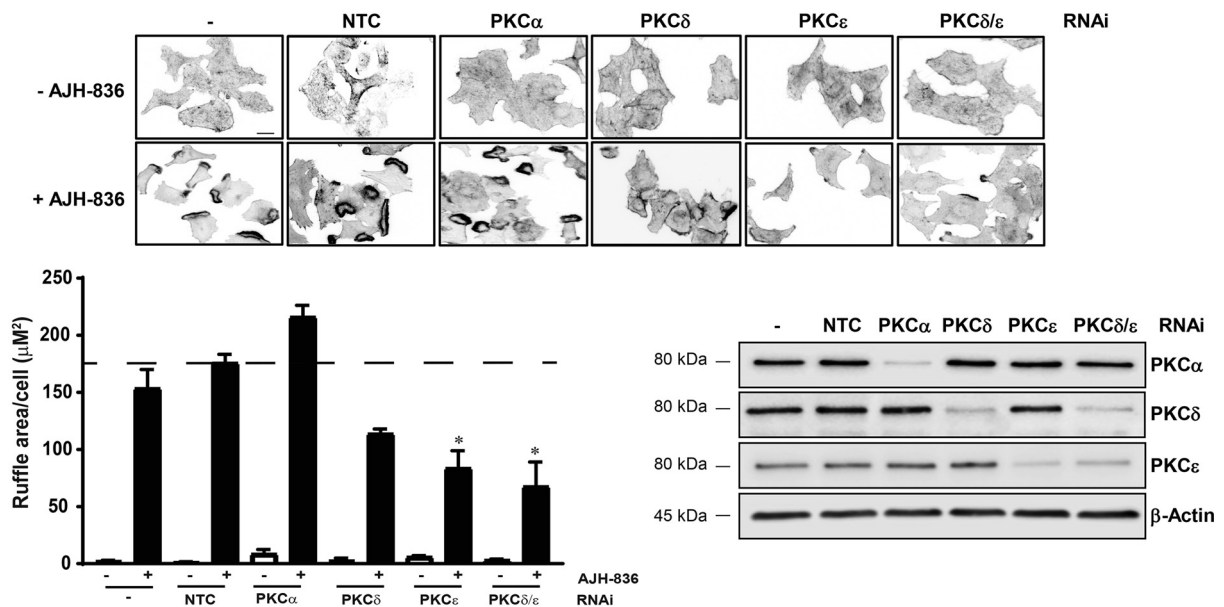 - NTC PKCα PKCδ PKCε PKCδ/ε RNAi
- AJH-836
+ AJH-836
250
200
150
100
50
0
Ruffle area/cell (µM²)
* *
- + - + - + - + - + - + AJH-836
- NTC PKCα PKCδ PKCε PKCδ/ε RNAi
- NTC PKCα PKCδ PKCε PKCδ/ε RNAi
80 kDa PKCα
80 kDa PKCδ
80 kDa PKCε
45 kDa β-Actin